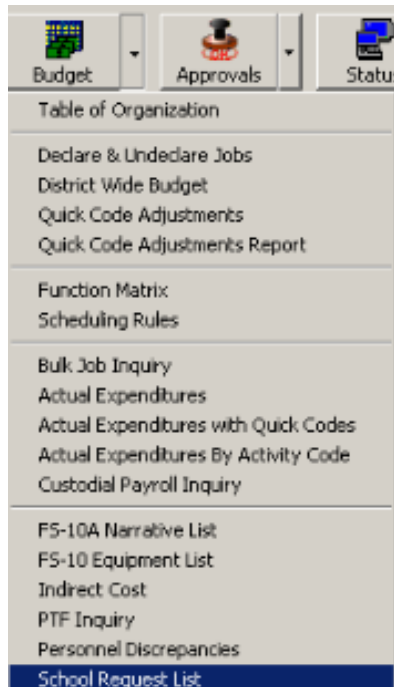 Budget Approvals Statu
Table of Organization
Declare & Undeclare Jobs
District Wide Budget
Quick Code Adjustments
Quick Code Adjustments Report
Function Matrix
Scheduling Rules
Bulk Job Inquiry
Actual Expenditures
Actual Expenditures with Quick Codes
Actual Expenditures By Activity Code
Custodial Payroll Inquiry
FS-10A Narrative List
FS-10 Equipment List
Indirect Cost
PTF Inquiry
Personnel Discrepancies
School Request List